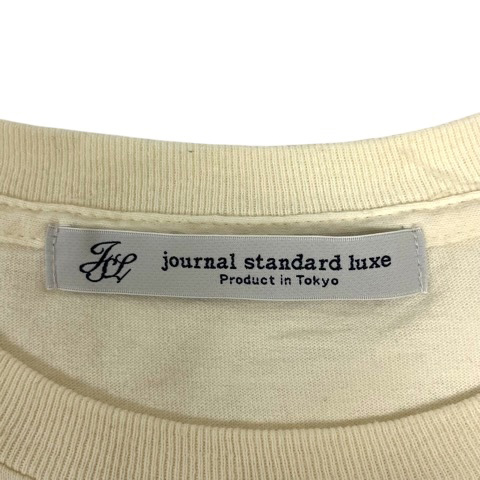 JSL
journal standard luxe
Product in Tokyo